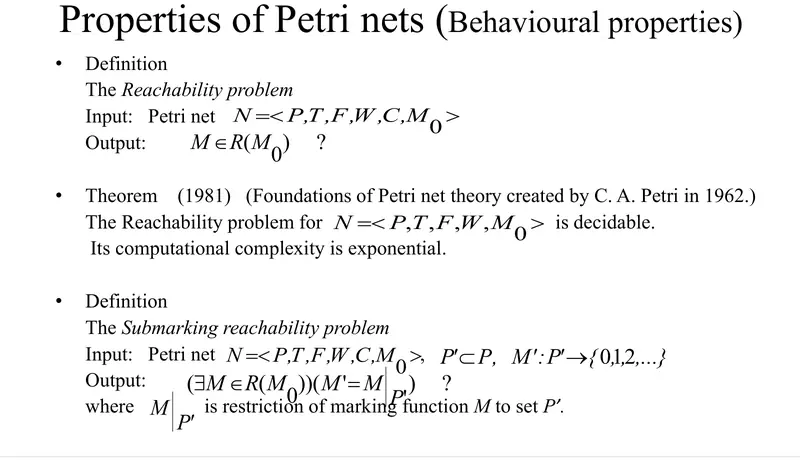 Properties of Petri nets (Behavioural properties)
• Definition
The Reachability problem
Input: Petri net N =< P,T ,F ,W ,C, M₀ >
Output: M ∈ R(M₀) ?
• Theorem (1981) (Foundations of Petri net theory created by C. A. Petri in 1962.)
The Reachability problem for N =< P, T , F ,W , M₀ > is decidable.
Its computational complexity is exponential.
• Definition
The Submarking reachability problem
Input: Petri net N =< P,T ,F ,W ,C, M₀ >, P′⊂ P, M′: P′→{0,1,2,...}
Output: (∃M ∈ R(M₀))(M′= M|P′) ?
where M|P′ is restriction of marking function M to set P′.